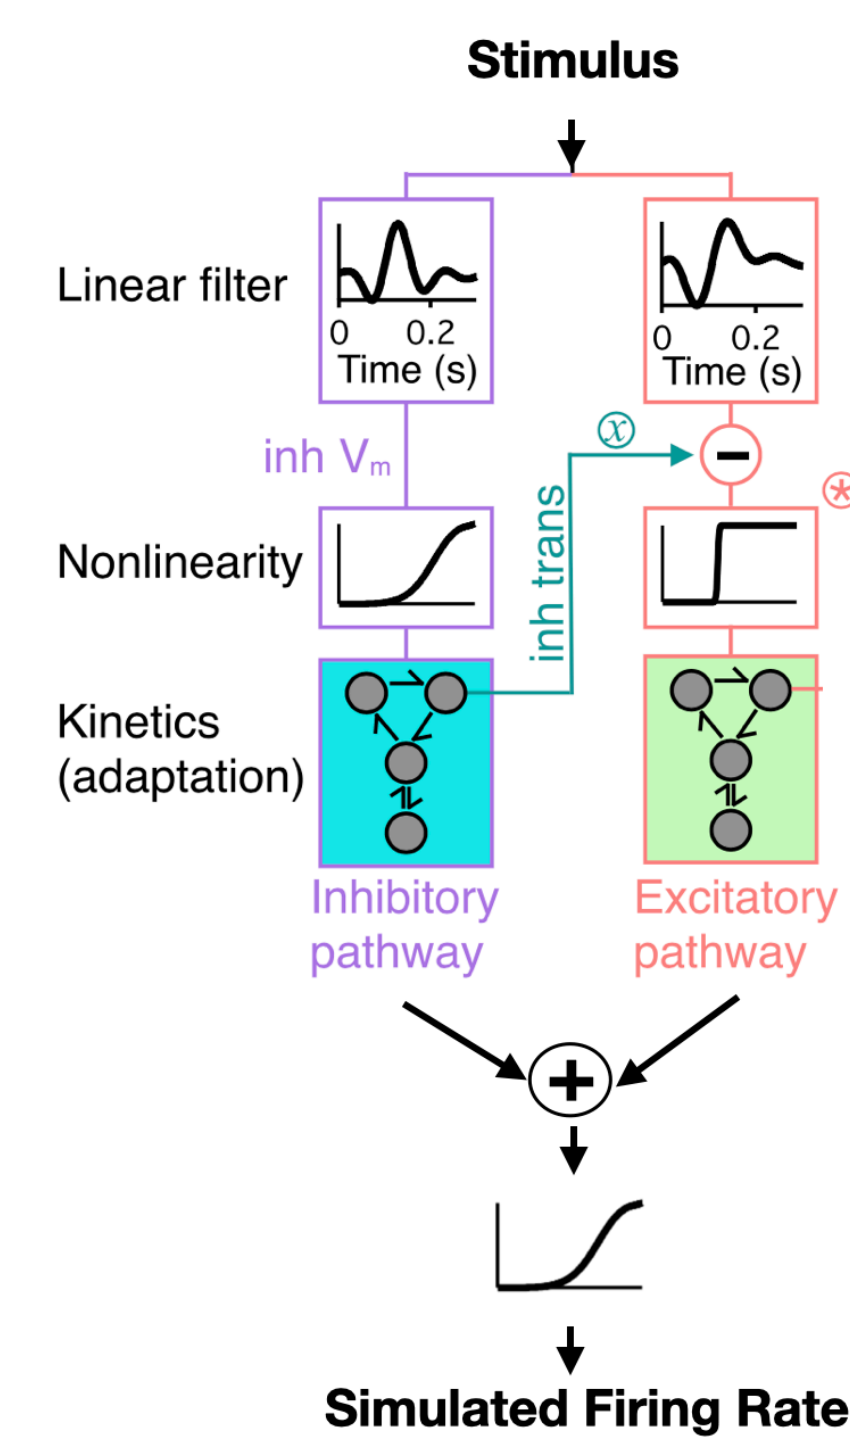 Stimulus
Linear filter
0 0.2
Time (s)
0 0.2
Time (s)
inh Vm
x
−
*
Nonlinearity
inh trans
Kinetics
(adaptation)
Inhibitory
pathway
Excitatory
pathway
+
Simulated Firing Rate